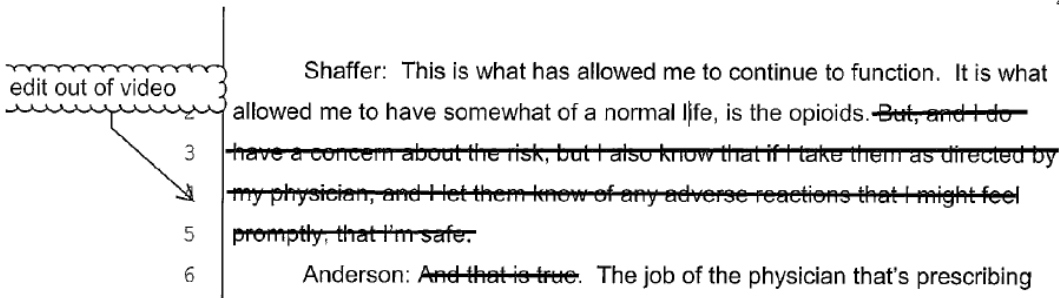 Shaffer: This is what has allowed me to continue to function. It is what
edit out of video
2 allowed me to have somewhat of a normal life, is the opioids. But, and I do
3 have a concern about the risk, but I also know that if I take them as directed by
4 my physician, and I let them know of any adverse reactions that I might feel
5 promptly, that I'm safe.
6 Anderson: And that is true. The job of the physician that's prescribing